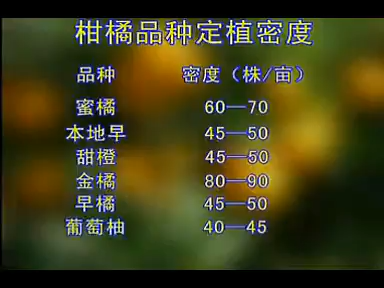 柑橘品种定植密度
品种 密度（株/亩）
蜜橘 60—70
本地早 45—50
甜橙 45—50
金橘 80—90
早橘 45—50
葡萄柚 40—45